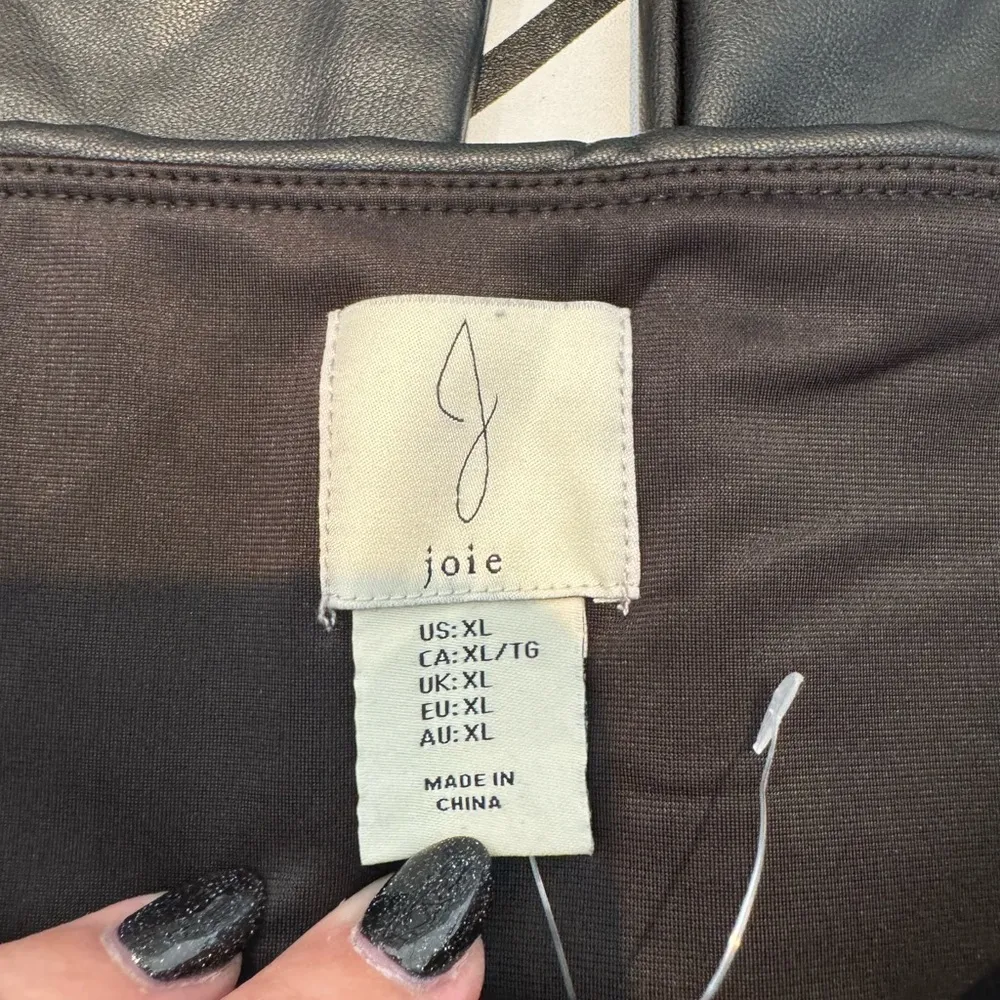 J
joie
US: XL
CA: XL/TG
UK: XL
EU: XL
AU: XL
MADE IN
CHINA